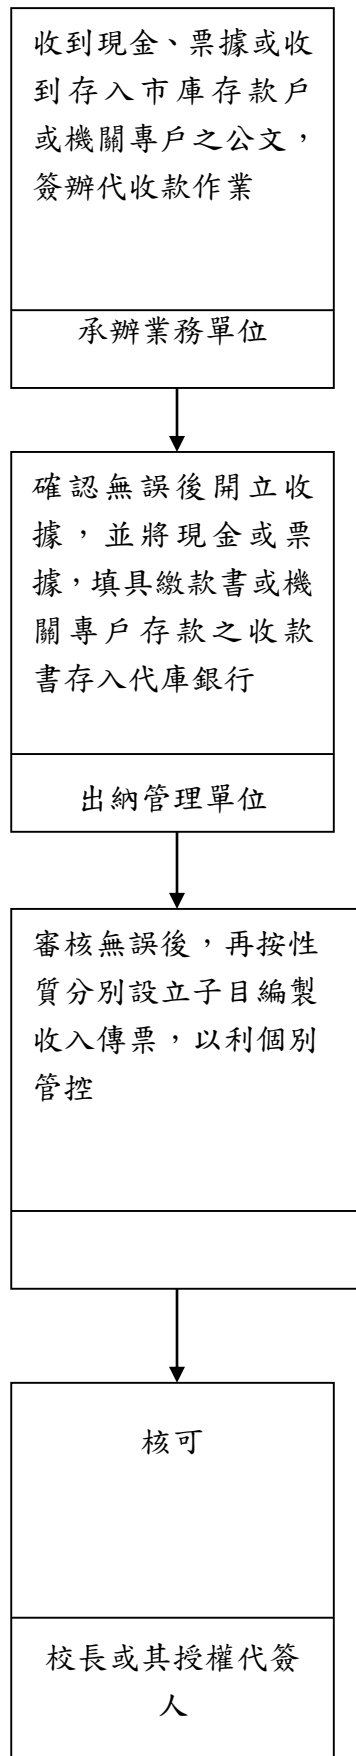 收到現金、票據或收
到存入市庫存款戶
或機關專戶之公文，
簽辦代收款作業
承辦業務單位
確認無誤後開立收
據，並將現金或票
據，填具繳款書或機
關專戶存款之收款
書存入代庫銀行
出納管理單位
審核無誤後，再按性
質分別設立子目編製
收入傳票，以利個別
管控
核可
校長或其授權代簽
人